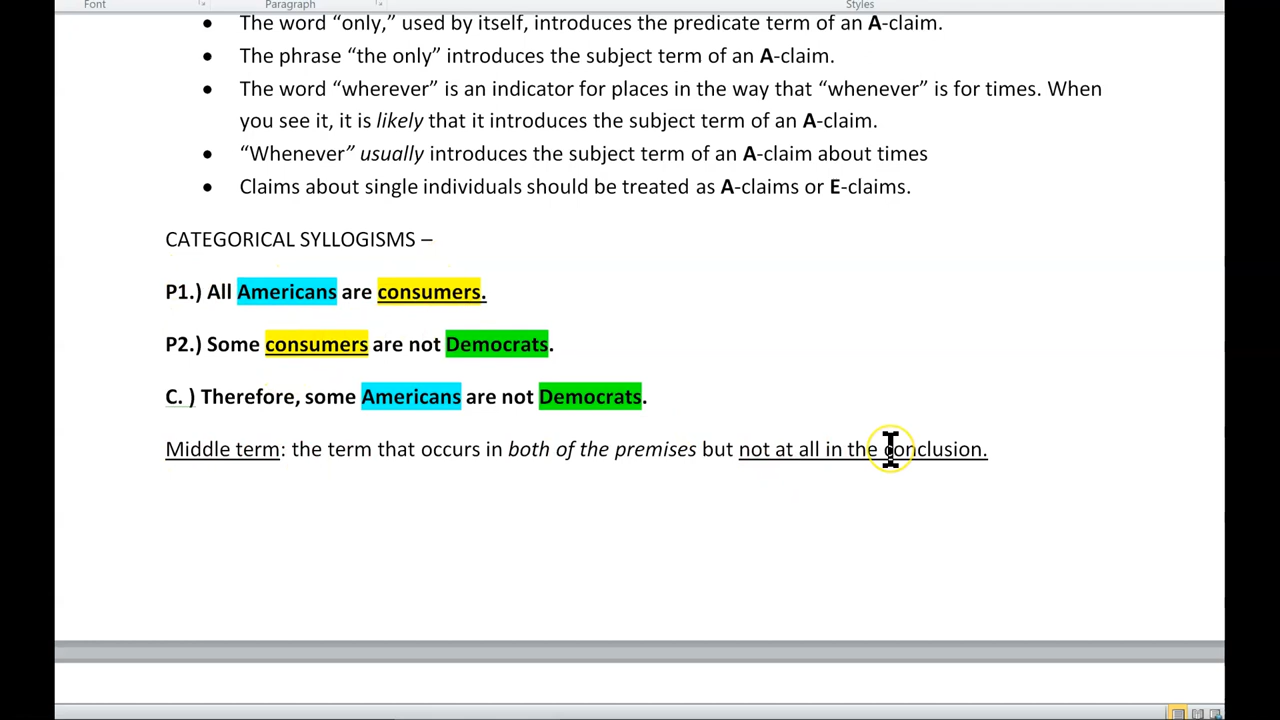 Font Paragraph Styles
• The word “only,” used by itself, introduces the predicate term of an A-claim.
• The phrase “the only” introduces the subject term of an A-claim.
• The word “wherever” is an indicator for places in the way that “whenever” is for times. When
you see it, it is likely that it introduces the subject term of an A-claim.
• “Whenever” usually introduces the subject term of an A-claim about times
• Claims about single individuals should be treated as A-claims or E-claims.
CATEGORICAL SYLLOGISMS –
P1.) All Americans are consumers.
P2.) Some consumers are not Democrats.
C. ) Therefore, some Americans are not Democrats.
Middle term: the term that occurs in both of the premises but not at all in the conclusion.